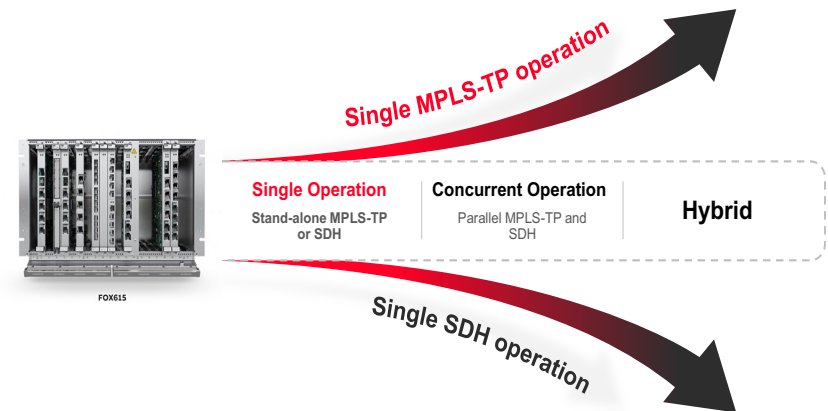 Single MPLS-TP operation
Single Operation
Stand-alone MPLS-TP
or SDH
Concurrent Operation
Parallel MPLS-TP and
SDH
Hybrid
FOX615
Single SDH operation